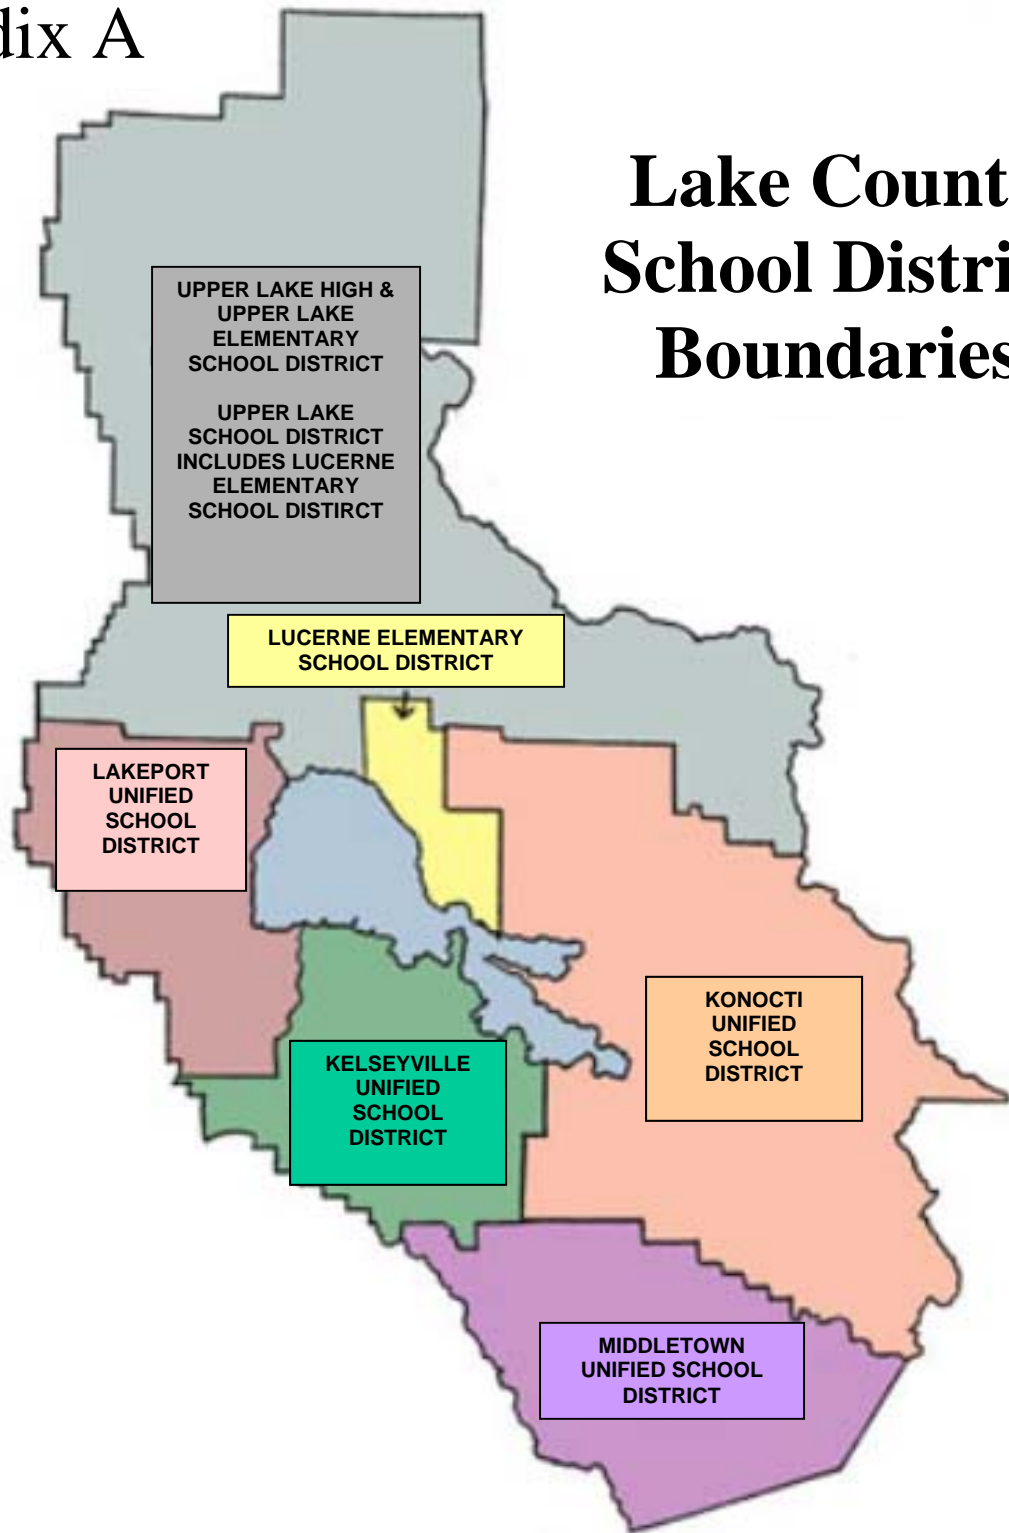 dix A
Lake Count
School Distri
Boundaries
UPPER LAKE HIGH &
UPPER LAKE
ELEMENTARY
SCHOOL DISTRICT
UPPER LAKE
SCHOOL DISTRICT
INCLUDES LUCERNE
ELEMENTARY
SCHOOL DISTIRCT
LUCERNE ELEMENTARY
SCHOOL DISTRICT
LAKEPORT
UNIFIED
SCHOOL
DISTRICT
KONOCTI
UNIFIED
SCHOOL
DISTRICT
KELSEYVILLE
UNIFIED
SCHOOL
DISTRICT
MIDDLETOWN
UNIFIED SCHOOL
DISTRICT